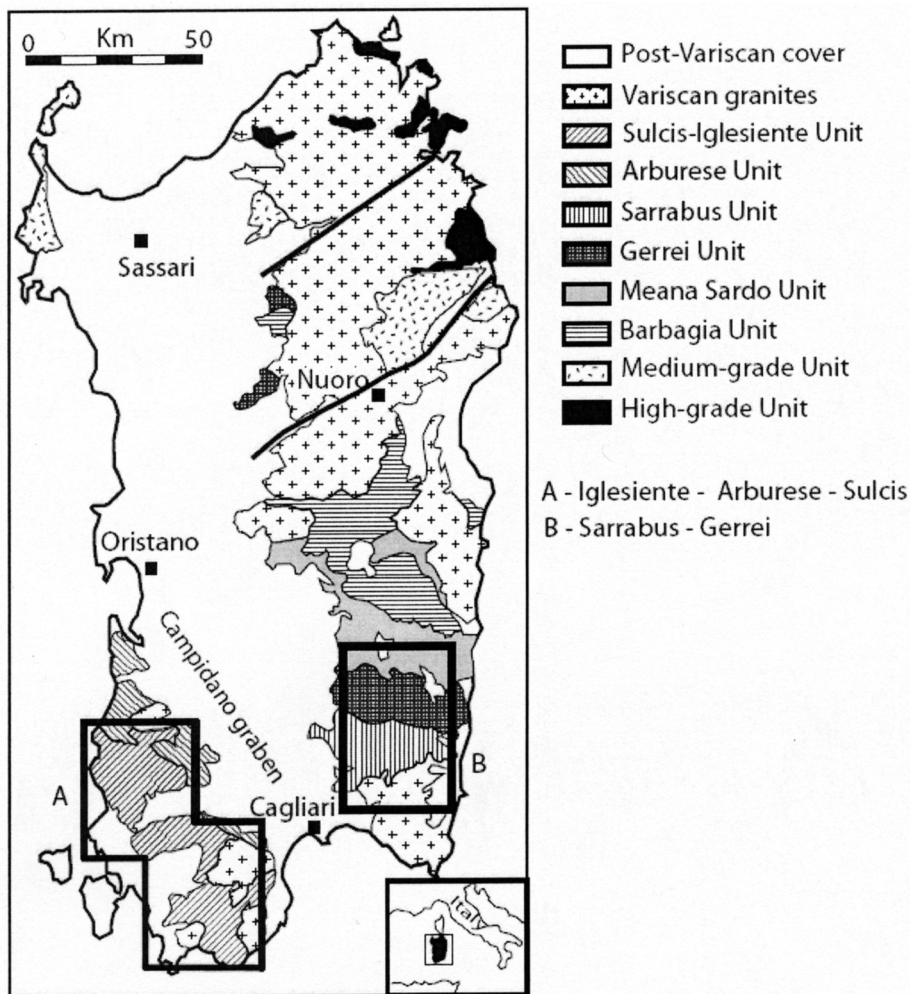 0 Km 50
Sassari
Nuoro
Oristano
Campidano graben
A
B
Cagliari
Italy
Post-Variscan cover
Variscan granites
Sulcis-Iglesiente Unit
Arburese Unit
Sarrabus Unit
Gerrei Unit
Meana Sardo Unit
Barbagia Unit
Medium-grade Unit
High-grade Unit
A - Iglesiente - Arburese - Sulcis
B - Sarrabus - Gerrei